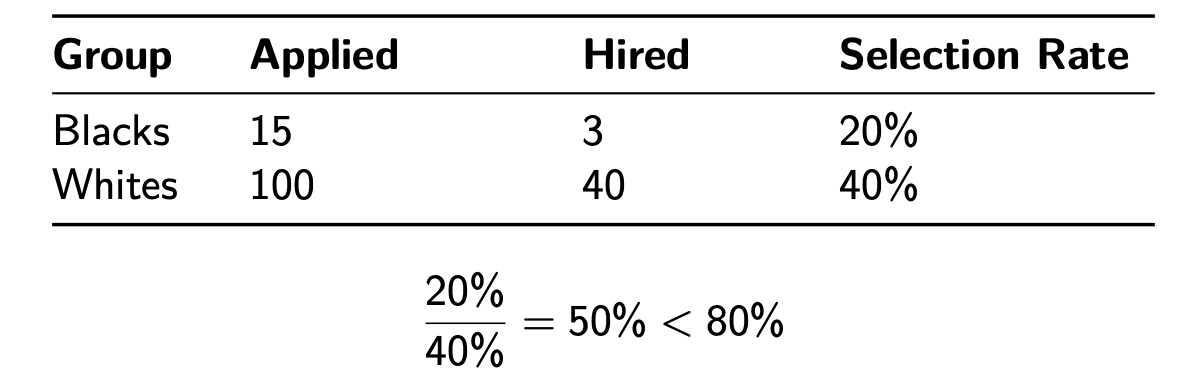 Group Applied Hired Selection Rate
Blacks 15 3 20%
Whites 100 40 40%
20%
40%
= 50% < 80%